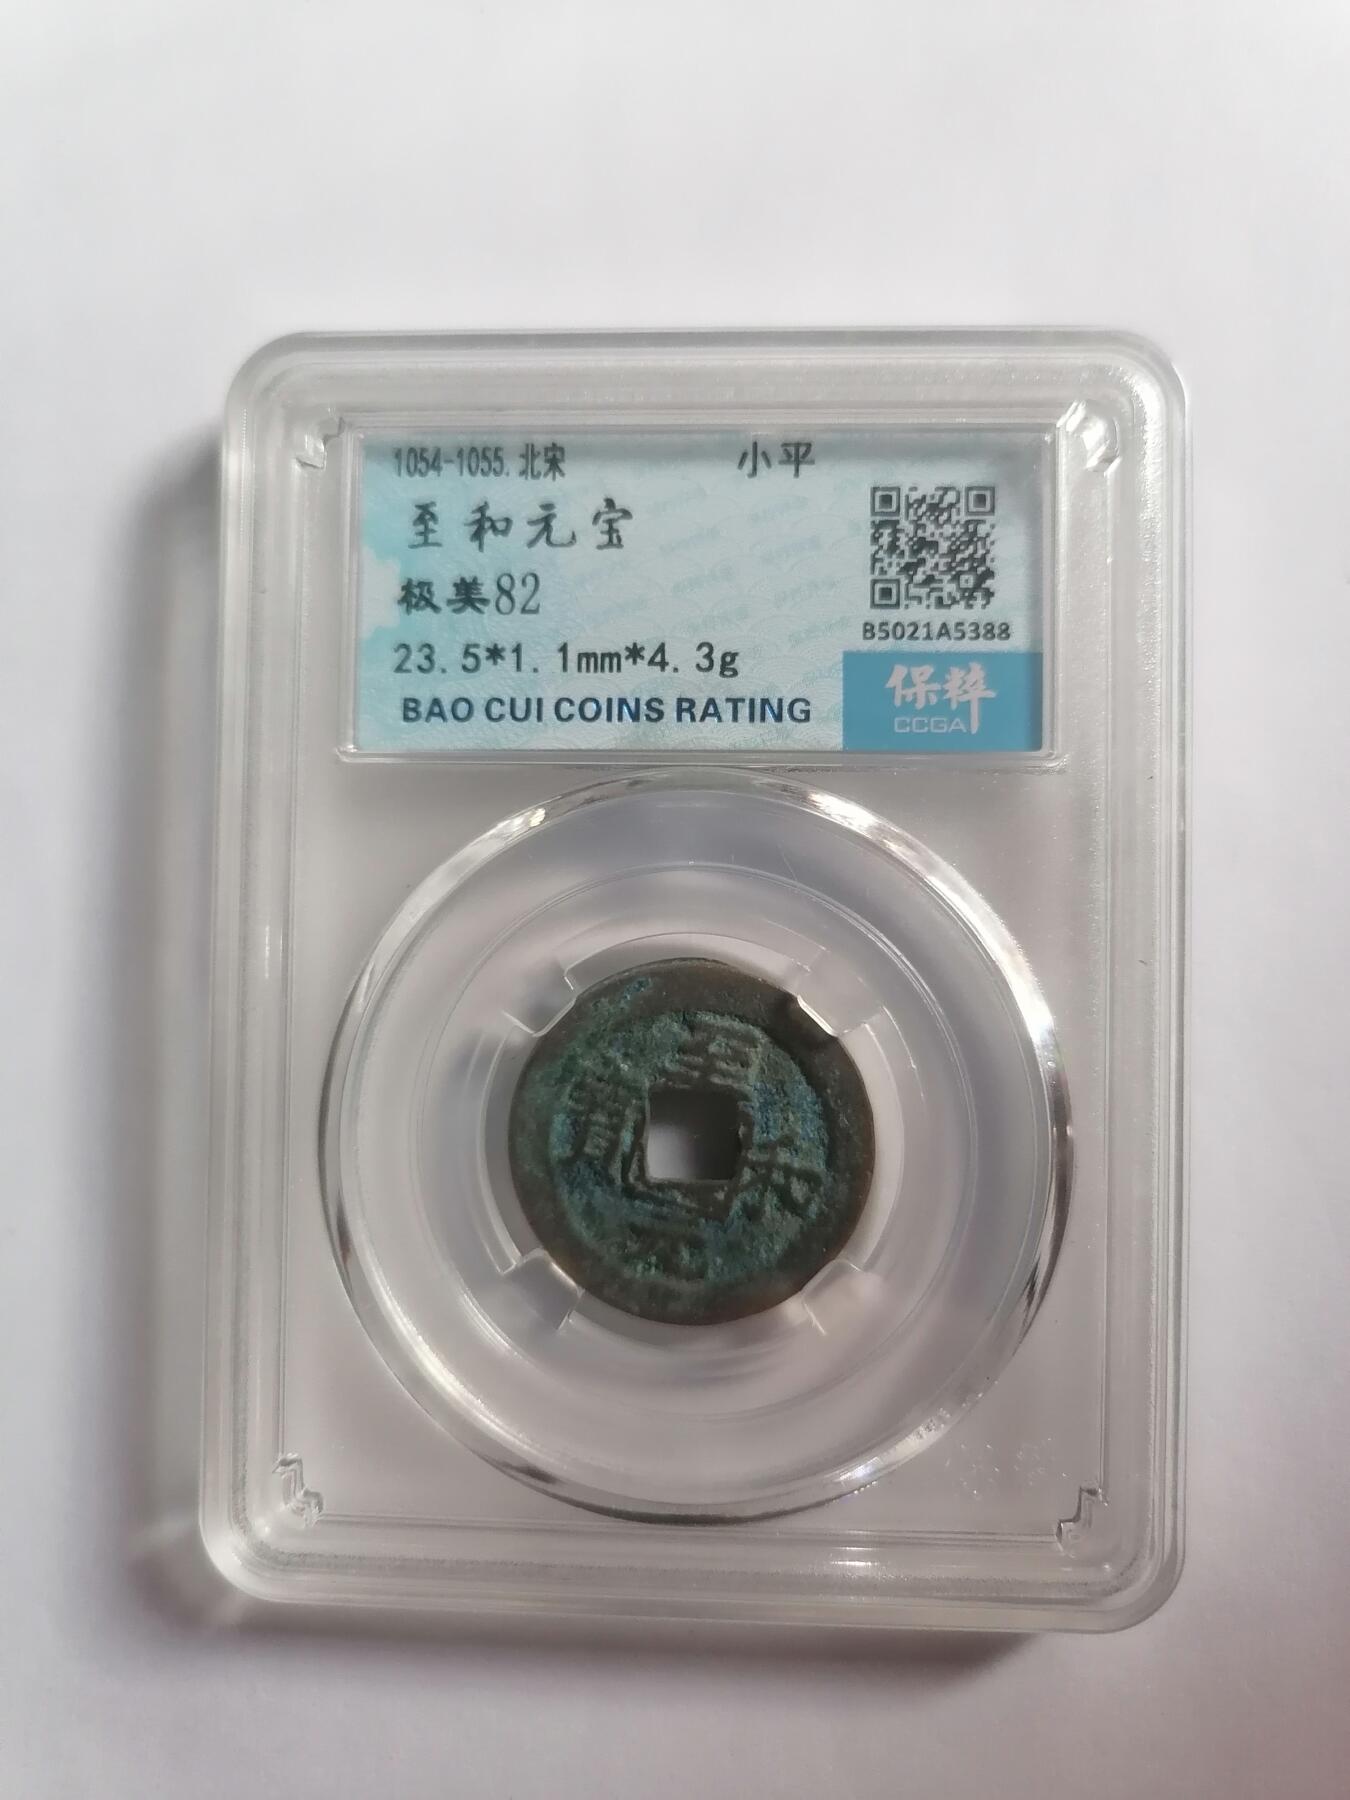 1054-1055.北宋 小平
至和元宝
极美82
23.5*1.1mm*4.3g
BAO CUI COINS RATING
B5021A5388
保粹
CCGA
至和元寶